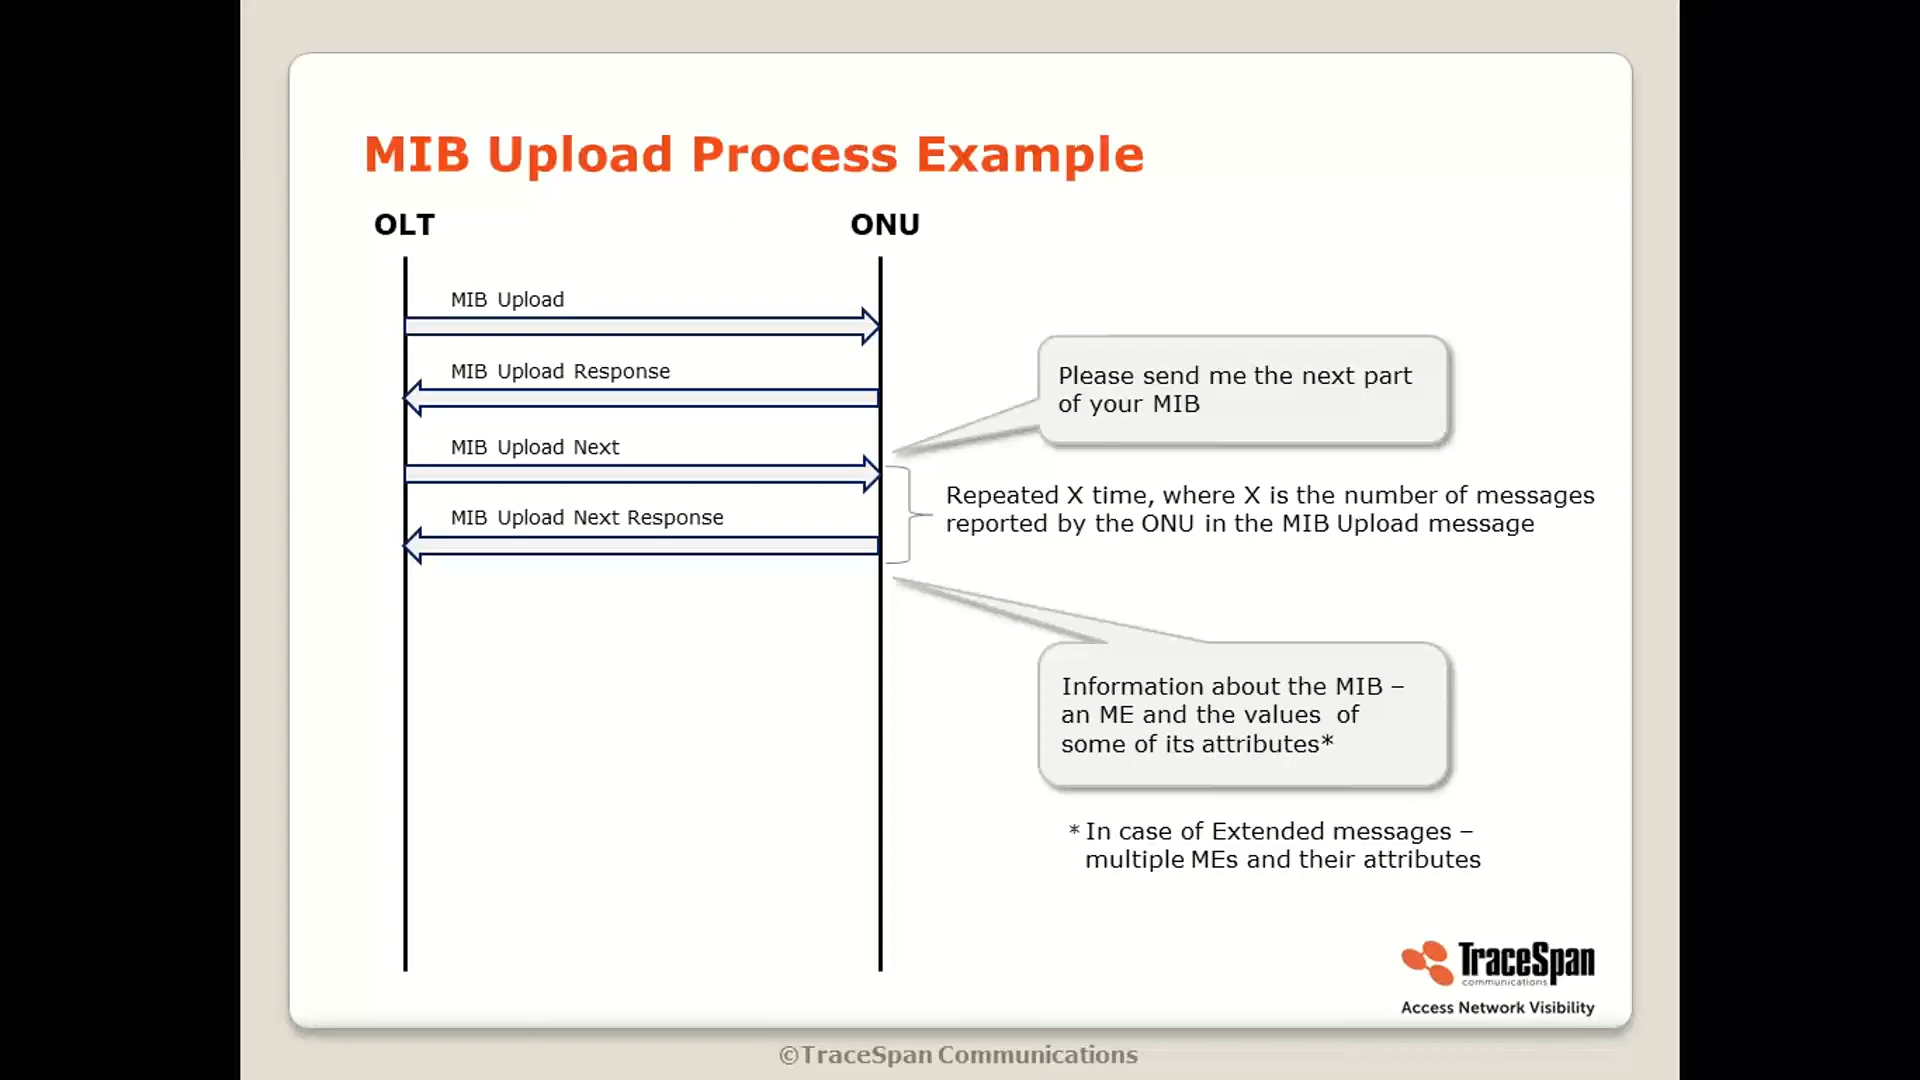 MIB Upload Process Example
OLT
ONU
MIB Upload
MIB Upload Response
Please send me the next part
of your MIB
MIB Upload Next
Repeated X time, where X is the number of messages
reported by the ONU in the MIB Upload message
MIB Upload Next Response
Information about the MIB –
an ME and the values of
some of its attributes*
* In case of Extended messages –
multiple MEs and their attributes
TraceSpan
communications
Access Network Visibility
©TraceSpan Communications